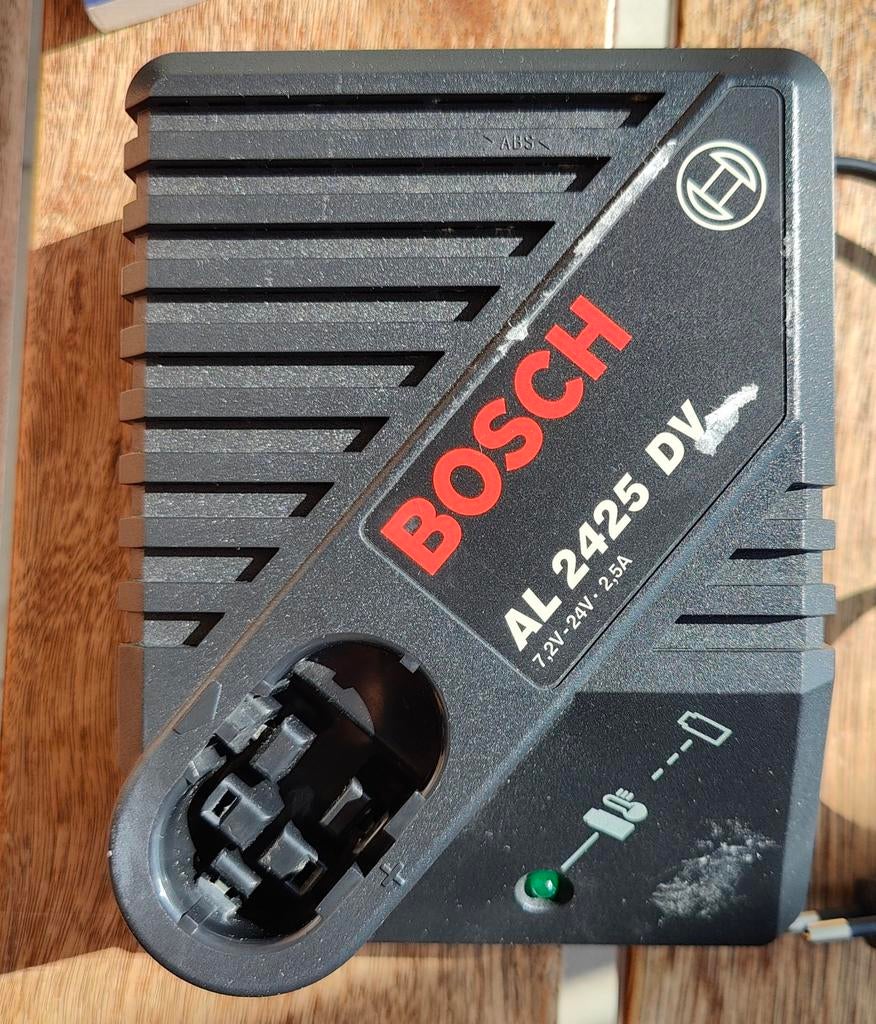 >ABS<
BOSCH
AL 2425 DV
7,2V-24V · 2,5A
+